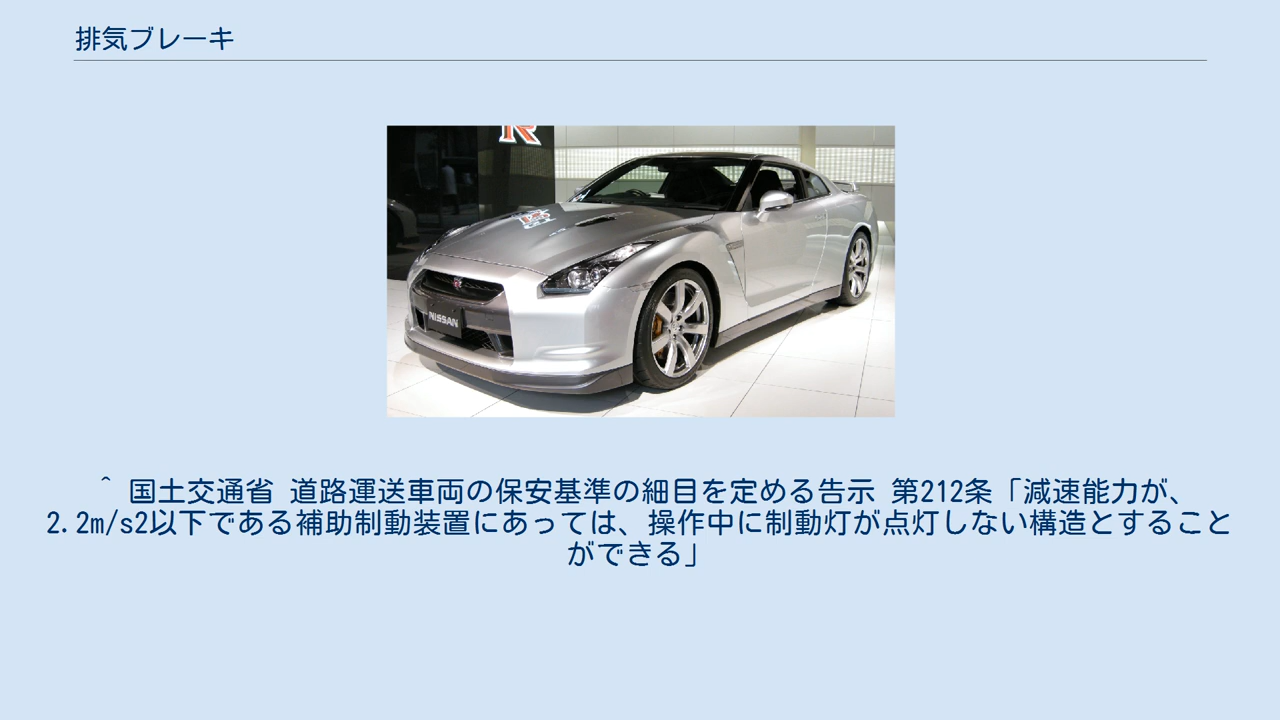 排気ブレーキ
R
NISSAN
^ 国土交通省 道路運送車両の保安基準の細目を定める告示 第212条「減速能力が、
2.2m/s2以下である補助制動装置にあっては、操作中に制動灯が点灯しない構造とすること
ができる」